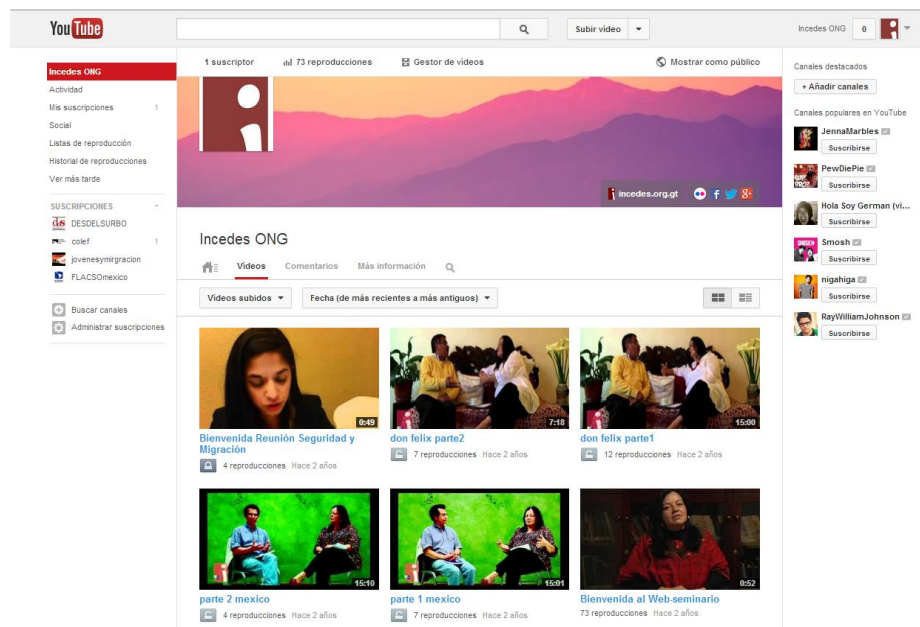 YouTube
Subir vídeo
Incedes ONG 0
Incedes ONG
Actividad
Mis suscripciones 1
Social
Listas de reproducción
Historial de reproducciones
Ver más tarde
SUSCRIPCIONES
DESDELSURBO
colef 1
jovenesymirgracion
FLACSOmexico
Buscar canales
Administrar suscripciones
1 suscriptor 73 reproducciones Gestor de vídeos Mostrar como público
incedes.org.gt
Incedes ONG
Vídeos Comentarios Más información
Vídeos subidos Fecha (de más recientes a más antiguos)
0:49
Bienvenida Reunión Seguridad y
Migración
4 reproducciones Hace 2 años
7:18
don felix parte2
7 reproducciones Hace 2 años
15:00
don felix parte1
12 reproducciones Hace 2 años
15:10
parte 2 mexico
4 reproducciones Hace 2 años
15:01
parte 1 mexico
7 reproducciones Hace 2 años
0:52
Bienvenida al Web-seminario
73 reproducciones Hace 2 años
Canales destacados
+ Añadir canales
Canales populares en YouTube
JennaMarbles
Suscribirse
PewDiePie
Suscribirse
Hola Soy German (vi...
Suscribirse
Smosh
Suscribirse
nigahiga
Suscribirse
RayWilliamJohnson
Suscribirse